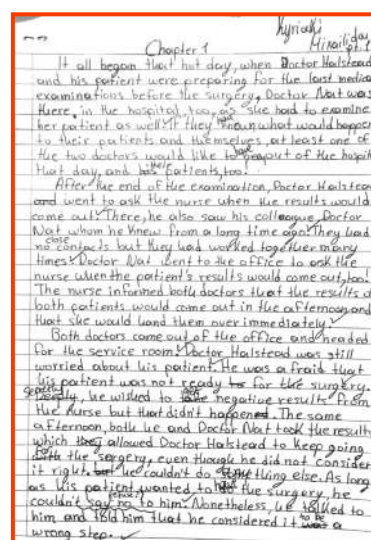 Kyriaki
Chapter 1
It all began that hot day, when Doctor Halstead
and his patient were preparing for the last medical
examinations before the surgery. Doctor Nat was
there, in the hospital, too, as she had to examine
her patient as well. If they knew what would happen
to their patients and themselves, at least one of
the two doctors would like to be out of the hospit
that day, and their patients, too.
After the end of the examination, Doctor Halstead
went to ask the nurse when the results would
come out. There, he also saw his colleague, Doctor
Nat whom he knew from a long time ago. They had
no close contacts but they had worked together many
times. Doctor Nat went to the office to ask the
nurse when the patient's results would come out, too.
The nurse informed both doctors that the results of
both patients would come out in the afternoon and
that she would hand them over immediately.
Both doctors came out of the office and headed
for the service room. Doctor Halstead was still
worried about his patient. He was afraid that
his patient was not ready for the surgery.
he wished to negative results from
the nurse but that didn't happen. The same
afternoon, both he and Doctor Nat took the results
which allowed Doctor Halstead to keep going
with the surgery, even though he did not consider
it right. he couldn't do something else. As long
as his patient wanted to the surgery, he
couldn't say no to him. Nonetheless, he talked to
him and told him that he considered it a
wrong step.